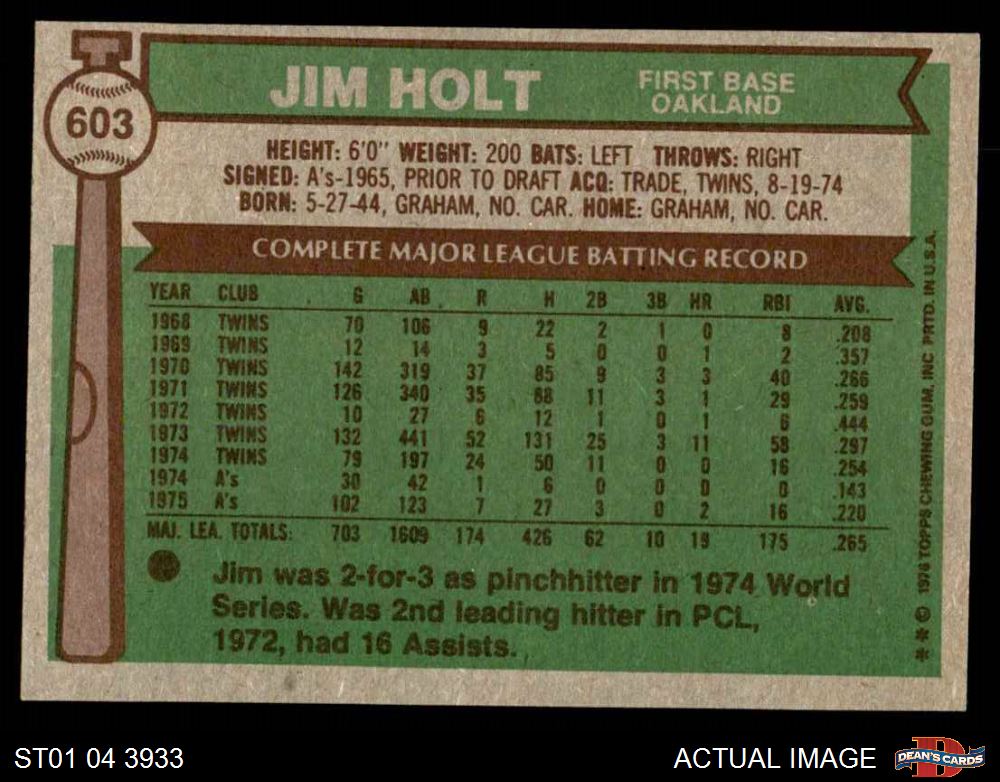 603
JIM HOLT
FIRST BASE
OAKLAND
HEIGHT: 6'0" WEIGHT: 200 BATS: LEFT THROWS: RIGHT
SIGNED: A's-1965, PRIOR TO DRAFT ACQ: TRADE, TWINS, 8-19-74
BORN: 5-27-44, GRAHAM, NO. CAR. HOME: GRAHAM, NO. CAR.
COMPLETE MAJOR LEAGUE BATTING RECORD
YEAR CLUB G AB R H 2B 3B HR RBI AVG.
1968 TWINS 70 106 9 22 2 1 0 8 .208
1969 TWINS 12 14 3 5 0 0 1 2 .357
1970 TWINS 142 319 37 85 9 3 3 40 .266
1971 TWINS 126 340 35 88 11 3 1 29 .259
1972 TWINS 10 27 6 12 1 0 1 6 .444
1973 TWINS 132 441 52 131 25 3 11 58 .297
1974 TWINS 79 197 24 50 11 0 0 16 .254
1974 A's 30 42 1 6 0 0 0 0 .143
1975 A's 102 123 7 27 3 0 2 16 .220
MAJ. LEA. TOTALS: 703 1609 174 426 62 10 19 175 .265
Jim was 2-for-3 as pinchhitter in 1974 World
Series. Was 2nd leading hitter in PCL,
1972, had 16 Assists.
** © 1976 TOPPS CHEWING GUM, INC PRTD. IN U.S.A.
ST01 04 3933
ACTUAL IMAGE
D
DEAN'S CARDS